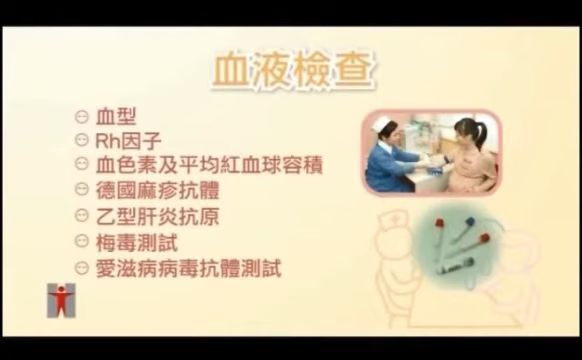 血液檢查
血型
Rh因子
血色素及平均紅血球容積
德國麻疹抗體
乙型肝炎抗原
梅毒測試
愛滋病病毒抗體測試